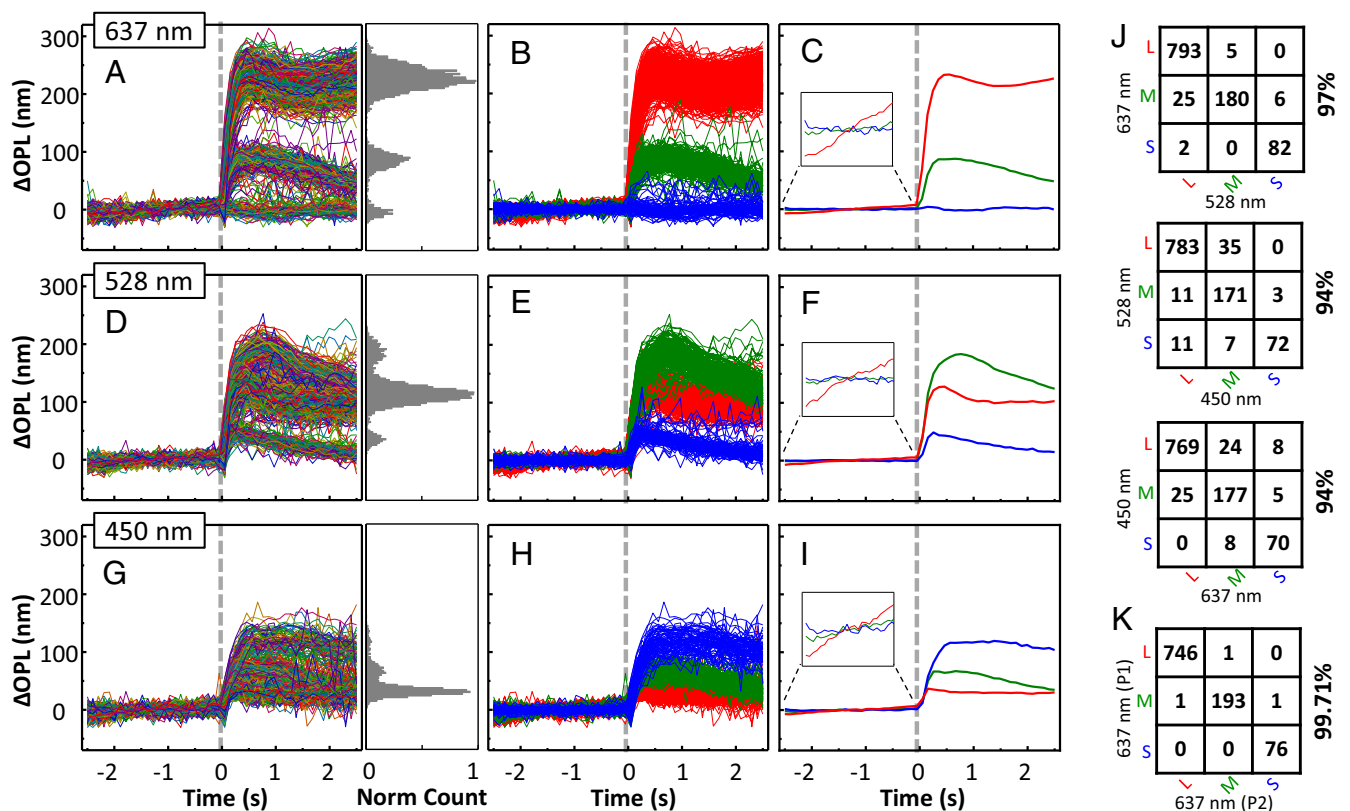 637 nm
A
B
C
300
200
100
0
ΔOPL (nm)
528 nm
D
E
F
300
200
100
0
ΔOPL (nm)
450 nm
G
H
I
300
200
100
0
ΔOPL (nm)
-2 -1 0 1 2
0 1
-2 -1 0 1 2
-2 0 2
Time (s)
Norm Count
Time (s)
Time (s)
J
L 793 5 0
M 25 180 6
S 2 0 82
637 nm
97%
L M S
528 nm
L 783 35 0
M 11 171 3
S 11 7 72
528 nm
94%
L M S
450 nm
L 769 24 8
M 25 177 5
S 0 8 70
450 nm
94%
L M S
637 nm
K
L 746 1 0
M 1 193 1
S 0 0 76
637 nm (P1)
99.71%
L M S
637 nm (P2)